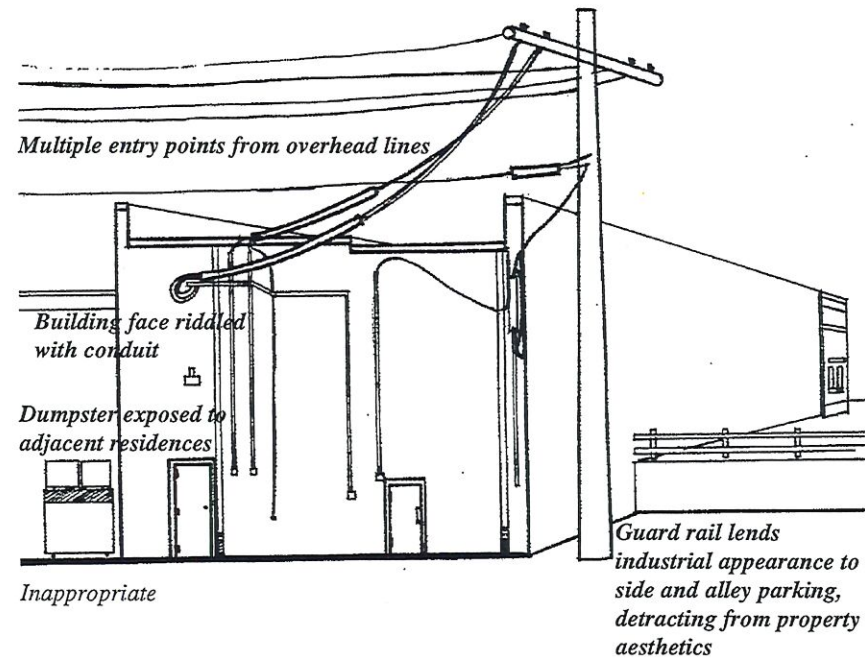 Multiple entry points from overhead lines
Building face riddled
with conduit
Dumpster exposed to
adjacent residences
Inappropriate
Guard rail lends
industrial appearance to
side and alley parking,
detracting from property
aesthetics